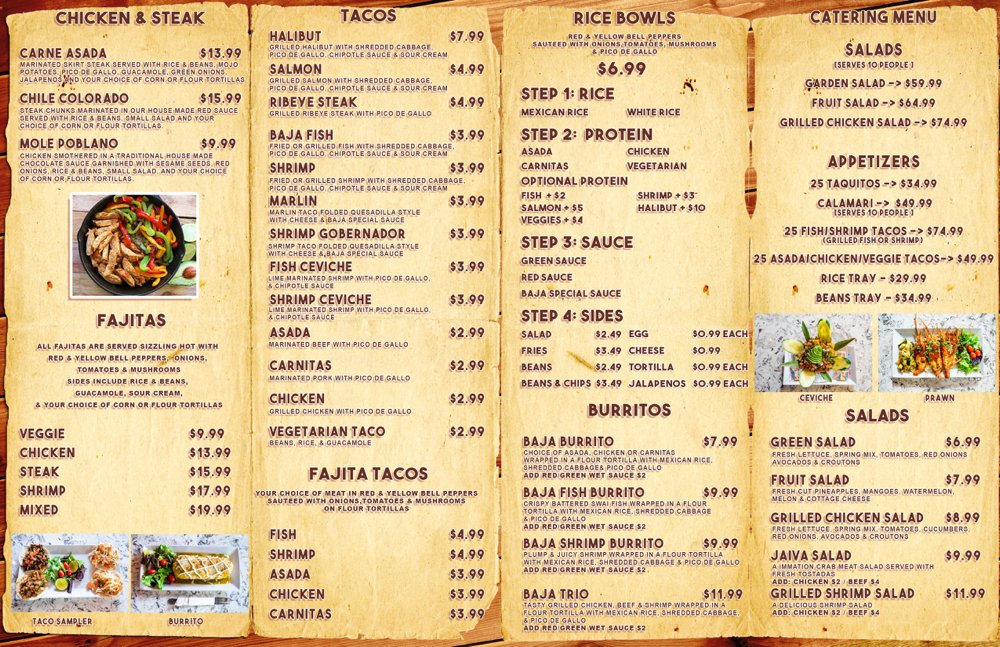 CHICKEN & STEAK
CARNE ASADA $13.99
MARINATED SKIRT STEAK SERVED WITH RICE & BEANS, MOJO
POTATOES, PICO DE GALLO, GUACAMOLE, GREEN ONIONS,
JALENOS AND YOUR CHOICE OF CORN OR FLOUR TORTILLAS
CHILE COLORADO $15.99
STEAK CHUNKS MARINATED IN OUR HOUSE MADE RED SAUCE
SERVED WITH RICE & BEANS, SMALL SALAD AND YOUR
CHOICE OF CORN OR FLOUR TORTILLAS.
MOLE POBLANO $9.99
CHICKEN SMOTHERED IN A TRADITIONAL HOUSE MADE
CHOCOLATE SAUCE GARNISHED WITH SESAME SEEDS, RED
ONIONS, RICE & BEANS, SMALL SALAD, AND YOUR CHOICE
OF CORN OR FLOUR TORTILLAS.
FAJITAS
ALL FAJITAS ARE SERVED SIZZLING HOT WITH
RED & YELLOW BELL PEPPERS, ONIONS,
TOMATOES & MUSHROOMS
SIDES INCLUDE RICE & BEANS,
GUACAMOLE, SOUR CREAM,
& YOUR CHOICE OF CORN OR FLOUR TORTILLAS
VEGGIE $9.99
CHICKEN $13.99
STEAK $15.99
SHRIMP $17.99
MIXED $19.99
TACO SAMPLER BURRITO
TACOS
HALIBUT $7.99
GRILLED HALIBUT WITH SHREDDED CABBAGE,
PICO DE GALLO, CHIPOTLE SAUCE & SOUR CREAM
SALMON $4.99
GRILLED SALMON WITH SHREDDED CABBAGE,
PICO DE GALLO, CHIPOTLE SAUCE & SOUR CREAM
RIBEYE STEAK $4.99
GRILLED RIBEYE STEAK WITH PICO DE GALLO
BAJA FISH $3.99
FRIED OR GRILLED FISH WITH SHREDDED CABBAGE,
PICO DE GALLO, CHIPOTLE SAUCE & SOUR CREAM
SHRIMP $3.99
FRIED OR GRILLED SHRIMP WITH SHREDDED CABBAGE,
PICO DE GALLO, CHIPOTLE SAUCE & SOUR CREAM
MARLIN $3.99
MARLIN TACO FOLDED QUESADILLA STYLE
WITH CHEESE & BAJA SPECIAL SAUCE
SHRIMP GOBERNADOR $3.99
SHRIMP TACO FOLDED QUESADILLA STYLE
WITH CHEESE & BAJA SPECIAL SAUCE
FISH CEVICHE $3.99
LIME MARINATED SHRIMP WITH PICO DE GALLO,
& CHIPOTLE SAUCE
SHRIMP CEVICHE $3.99
LIME MARINATED SHRIMP WITH PICO DE GALLO,
& CHIPOTLE SAUCE
ASADA $2.99
MARINATED BEEF WITH PICO DE GALLO
CARNITAS $2.99
MARINATED PORK WITH PICO DE GALLO
CHICKEN $2.99
GRILLED CHICKEN WITH PICO DE GALLO
VEGETARIAN TACO $2.99
BEANS, RICE, & GUACAMOLE
FAJITA TACOS
YOUR CHOICE OF MEAT IN RED & YELLOW BELL PEPPERS
SAUTEED WITH ONIONS,TOMATOES & MUSHROOMS
ON FLOUR TORTILLAS
FISH $4.99
SHRIMP $4.99
ASADA $3.99
CHICKEN $3.99
CARNITAS $3.99
RICE BOWLS
RED & YELLOW BELL PEPPERS
SAUTEED WITH ONIONS,TOMATOES, MUSHROOMS
& PICO DE GALLO
$6.99
STEP 1: RICE
MEXICAN RICE WHITE RICE
STEP 2: PROTEIN
ASADA CHICKEN
CARNITAS VEGETARIAN
OPTIONAL PROTEIN
FISH + $2 SHRIMP + $3
SALMON + $5 HALIBUT + $10
VEGGIES + $4
STEP 3: SAUCE
GREEN SAUCE
RED SAUCE
BAJA SPECIAL SAUCE
STEP 4: SIDES
SALAD $2.49 EGG $0.99 EACH
FRIES $3.49 CHEESE $0.99
BEANS $2.49 TORTILLA $0.99 EACH
BEANS & CHIPS $3.49 JALAPENOS $0.99 EACH
BURRITOS
BAJA BURRITO $7.99
CHOICE OF ASADA, CHICKEN OR CARNITAS
WRAPPED IN A FLOUR TORTILLA WITH MEXICAN RICE,
SHREDDED CABBAGE& PICO DE GALLO
ADD RED/GREEN WET SAUCE $2
BAJA FISH BURRITO $9.99
CRISPY BATTERED SWAI FISH WRAPPED IN A FLOUR
TORTILLA WITH MEXICAN RICE, SHREDDED CABBAGE
& PICO DE GALLO
ADD RED/GREEN WET SAUCE $2
BAJA SHRIMP BURRITO $9.99
PLUMP & JUICY SHRIMP WRAPPED IN A FLOUR TORTILLA
WITH MEXICAN RICE, SHREDDED CABBAGE & PICO DE GALLO
ADD RED/GREEN WET SAUCE $2
BAJA TRIO $11.99
TASTY GRILLED CHICKEN, BEEF & SHRIMP WRAPPED IN A
FLOUR TORTILLA WITH MEXICAN RICE, SHREDDED CABBAGE,
& PICO DE GALLO
ADD RED/GREEN WET SAUCE $2
CATERING MENU
SALADS
(SERVES 10 PEOPLE )
GARDEN SALAD -> $59.99
FRUIT SALAD -> $64.99
GRILLED CHICKEN SALAD -> $74.99
APPETIZERS
25 TAQUITOS -> $34.99
CALAMARI -> $49.99
(SERVES 10 PEOPLE )
25 FISH/SHRIMP TACOS -> $74.99
(GRILLED FISH OR SHRIMP)
25 ASADA/CHICKEN/VEGGIE TACOS-> $49.99
RICE TRAY - $29.99
BEANS TRAY - $34.99
CEVICHE PRAWN
SALADS
GREEN SALAD $6.99
FRESH LETTUCE, SPRING MIX, TOMATOES, RED ONIONS
AVOCADOS & CROUTONS
FRUIT SALAD $7.99
FRESH CUT PINEAPPLES, MANGOES, WATERMELON,
MELON & COTTAGE CHEESE
GRILLED CHICKEN SALAD $8.99
FRESH LETTUCE, SPRING MIX, TOMATOES, CUCUMBERS,
RED ONIONS, AVOCADOS & CROUTONS
JAIVA SALAD $9.99
A IMMATION CRAB MEAT SALAD SERVED WITH
FRESH TOSTADAS
ADD: CHICKEN $2 / BEEF $4
GRILLED SHRIMP SALAD $11.99
A DELICIOUS SHRIMP SALAD
ADD: CHICKEN $2 / BEEF $4